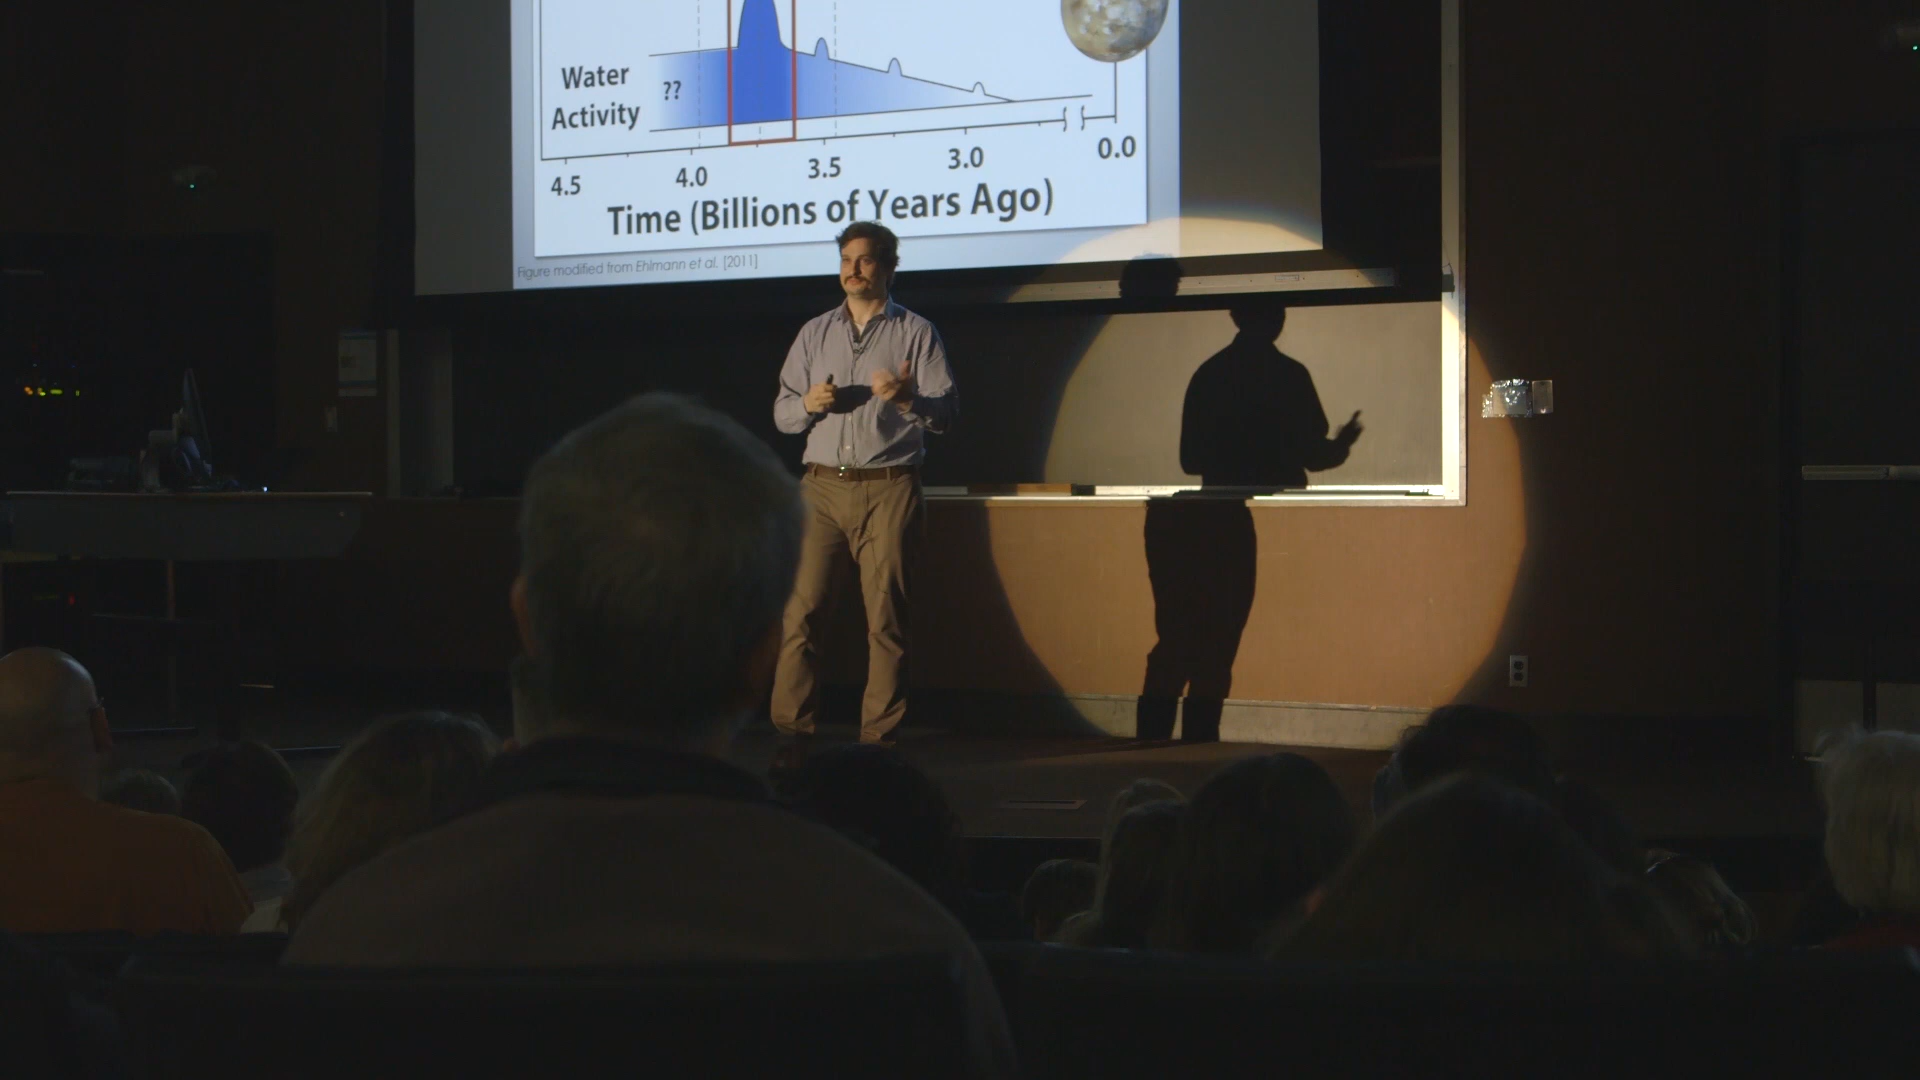 Water
Activity
??
4.5
4.0
3.5
3.0
0.0
Time (Billions of Years Ago)
Figure modified from Ehlmann et al. [2011]